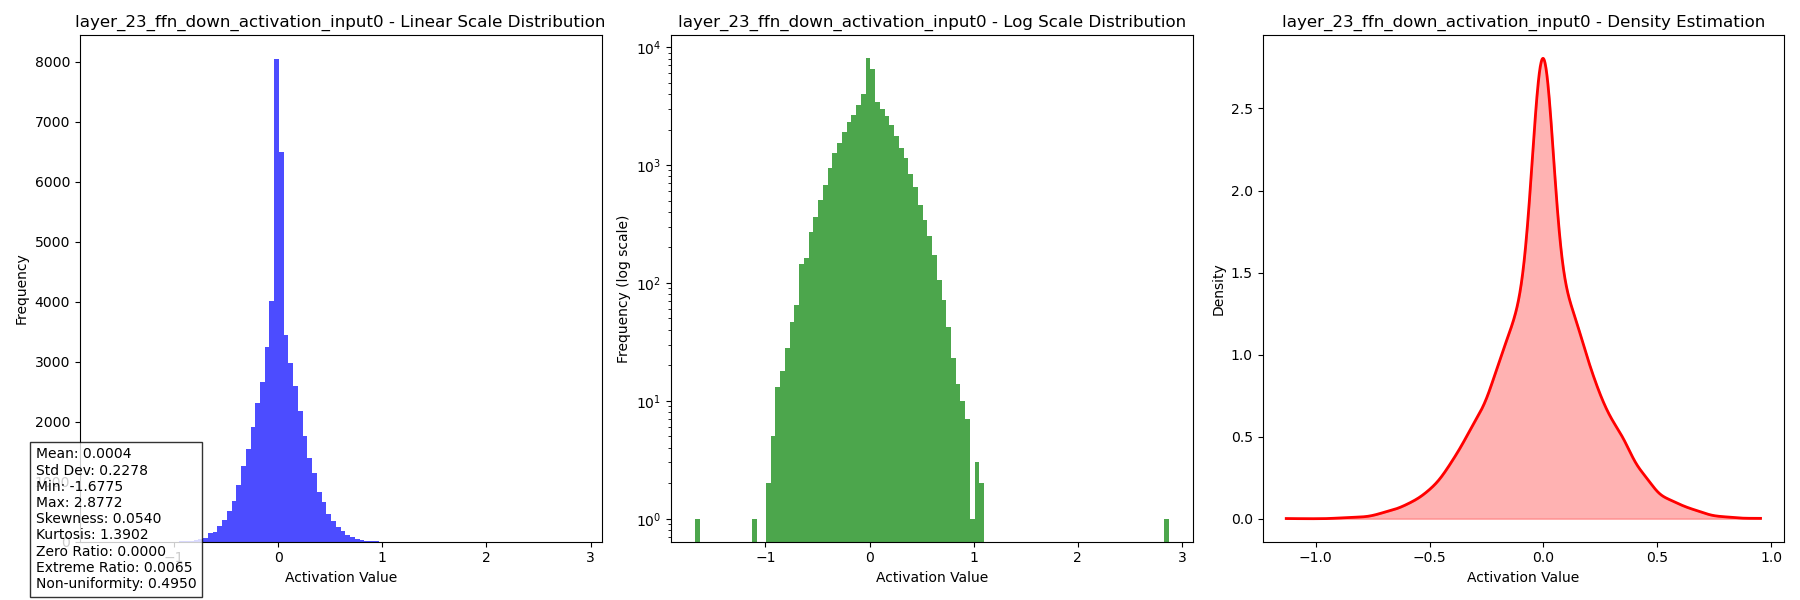 layer_23_ffn_down_activation_input0 - Linear Scale Distribution
Frequency
8000
7000
6000
5000
4000
3000
2000
1000
0
−1
0
1
2
3
Activation Value
Mean: 0.0004
Std Dev: 0.2278
Min: -1.6775
Max: 2.8772
Skewness: 0.0540
Kurtosis: 1.3902
Zero Ratio: 0.0000
Extreme Ratio: 0.0065
Non-uniformity: 0.4950
layer_23_ffn_down_activation_input0 - Log Scale Distribution
Frequency (log scale)
10⁴
10³
10²
10¹
10⁰
−1
0
1
2
3
Activation Value
layer_23_ffn_down_activation_input0 - Density Estimation
Density
2.5
2.0
1.5
1.0
0.5
0.0
−1.0
−0.5
0.0
0.5
1.0
Activation Value